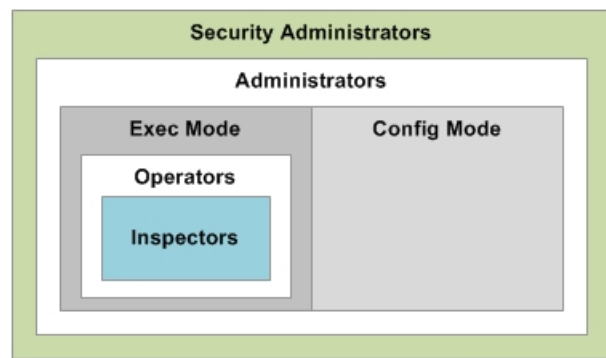 Security Administrators
Administrators
Exec Mode
Config Mode
Operators
Inspectors